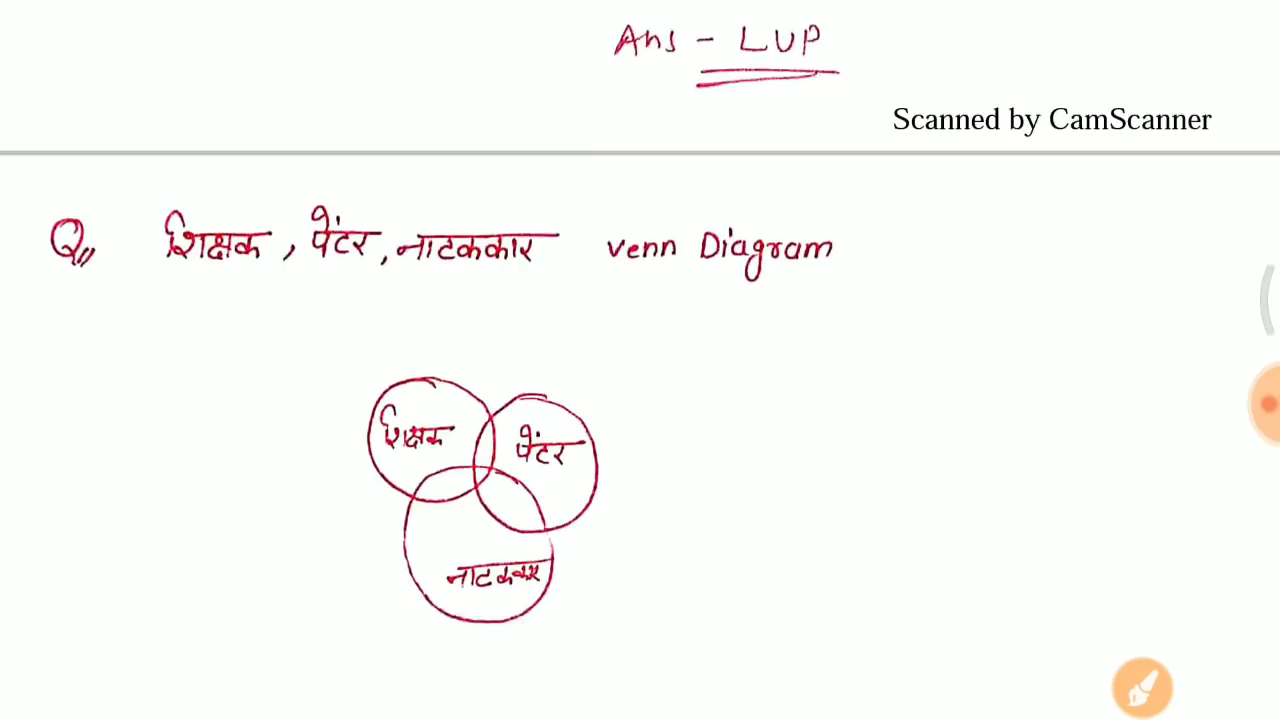 Ans - LUP
Scanned by CamScanner
Q,, शिक्षक, पेंटर, नाटककार venn Diagram
शिक्षक
पेंटर
नाटककार